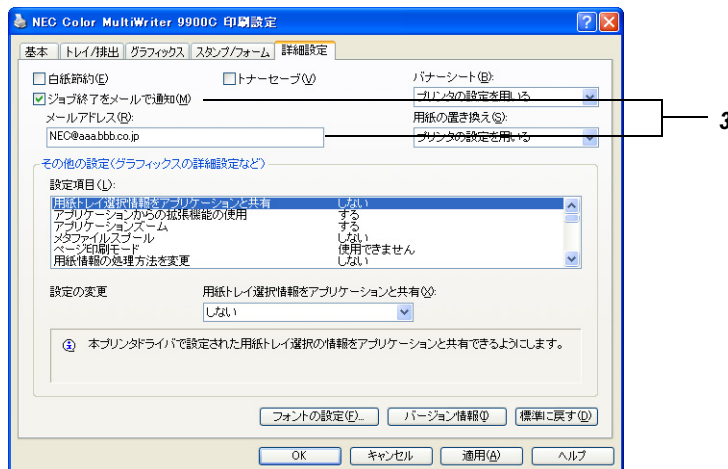 NEC Color MultiWriter 9900C 印刷設定
基本 トレイ/排出 グラフィックス スタンプ/フォーム 詳細設定
白紙節約(E) トナーセーブ(V) バナーシート(B):
ジョブ終了をメールで通知(M) プリンタの設定を用いる
メールアドレス(R): 用紙の置き換え(S):
NEC@aaa.bbb.co.jp プリンタの設定を用いる
3
その他の設定(グラフィックスの詳細設定など)
設定項目(L):
用紙トレイ選択情報をアプリケーションと共有 しない
アプリケーションからの拡張機能の使用 する
アプリケーションズーム する
メタファイルスプール しない
ページ印刷モード 使用できません
用紙情報の処理方法を変更 しない
設定の変更 用紙トレイ選択情報をアプリケーションと共有(X):
しない
本プリンタドライバで設定された用紙トレイ選択の情報をアプリケーションと共有できるようにします。
フォントの設定(F)... バージョン情報(I) 標準に戻す(D)
OK キャンセル 適用(A) ヘルプ